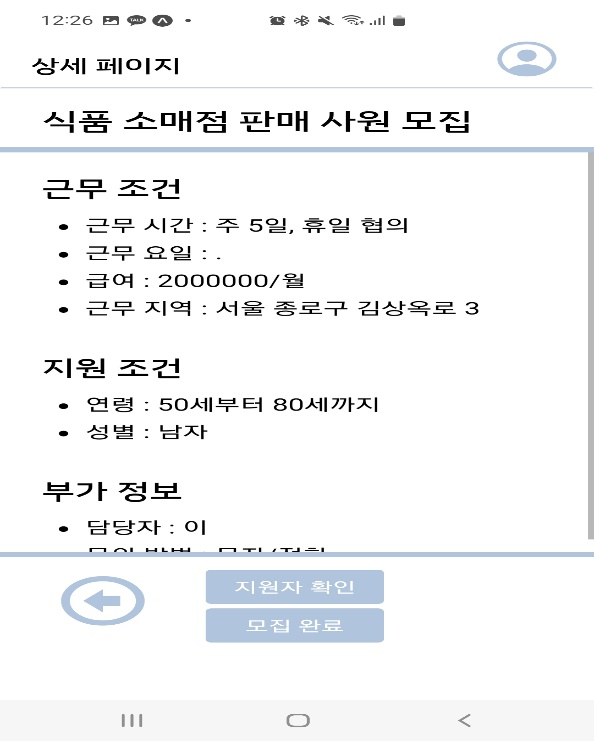 12:26
상세 페이지
식품 소매점 판매 사원 모집
근무 조건
• 근무 시간 : 주 5일, 휴일 협의
• 근무 요일 : .
• 급여 : 2000000/월
• 근무 지역 : 서울 종로구 김상옥로 3
지원 조건
• 연령 : 50세부터 80세까지
• 성별 : 남자
부가 정보
• 담당자 : 이
지원자 확인
모집 완료